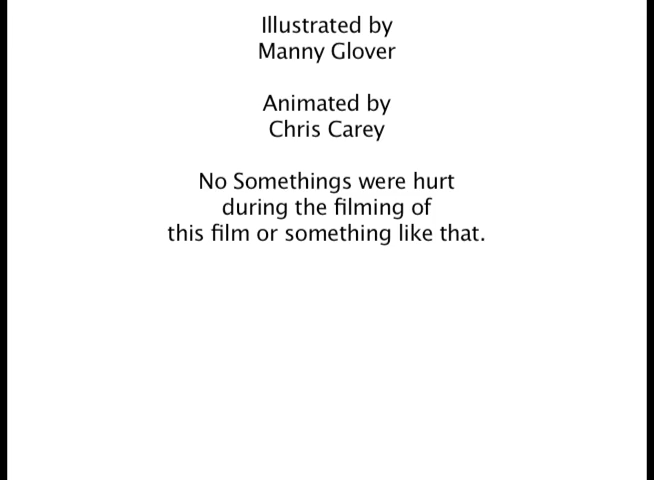 Illustrated by
Manny Glover
Animated by
Chris Carey
No Somethings were hurt
during the filming of
this film or something like that.